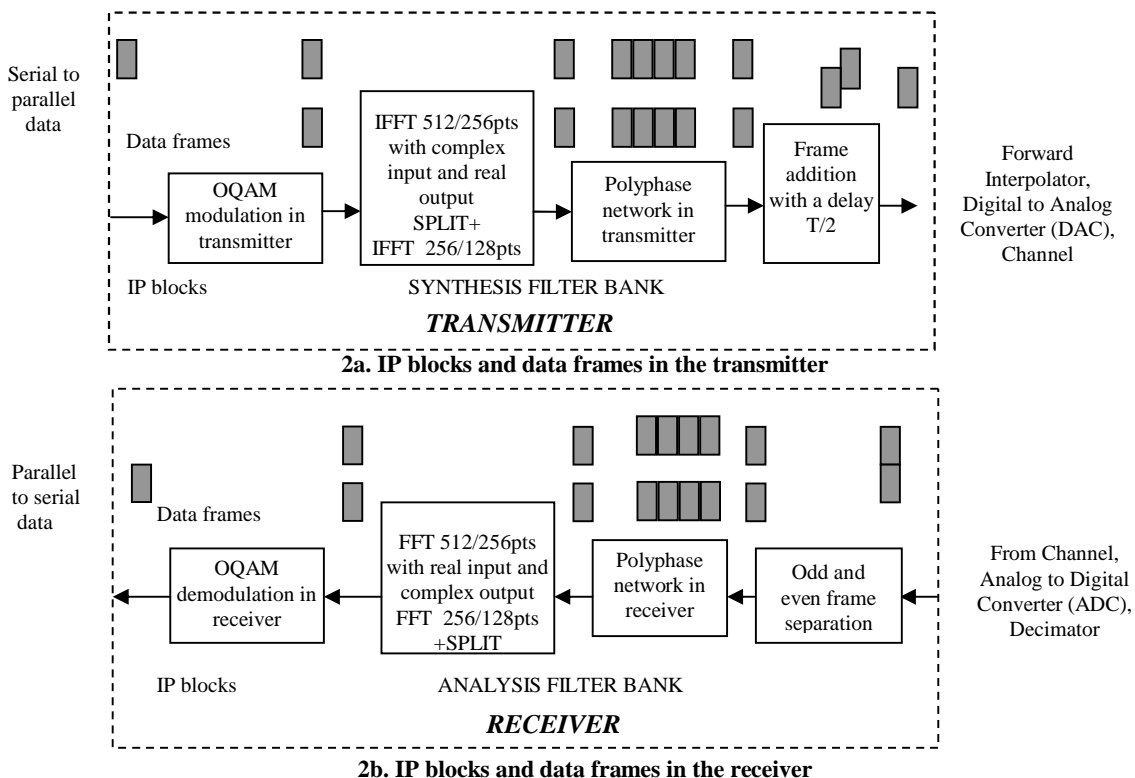 Serial to
parallel
data
Data frames
OQAM
modulation in
transmitter
IFFT 512/256pts
with complex
input and real
output
SPLIT+
IFFT 256/128pts
Polyphase
network in
transmitter
Frame
addition
with a delay
T/2
Forward
Interpolator,
Digital to Analog
Converter (DAC),
Channel
IP blocks
SYNTHESIS FILTER BANK
TRANSMITTER
2a. IP blocks and data frames in the transmitter
Parallel
to serial
data
Data frames
OQAM
demodulation in
receiver
FFT 512/256pts
with real input and
complex output
FFT 256/128pts
+SPLIT
Polyphase
network in
receiver
Odd and
even frame
separation
From Channel,
Analog to Digital
Converter (ADC),
Decimator
IP blocks
ANALYSIS FILTER BANK
RECEIVER
2b. IP blocks and data frames in the receiver